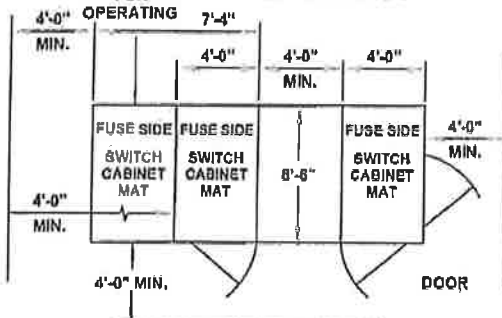 OPERATING
4'-0"
MIN.
7'-4"
4'-0"
4'-0"
MIN.
4'-0"
FUSE SIDE
SWITCH
CABINET
MAT
FUSE SIDE
SWITCH
CABINET
MAT
8'-6"
FUSE SIDE
SWITCH
CABINET
MAT
4'-0"
MIN.
4'-0"
MIN.
4'-0" MIN.
DOOR